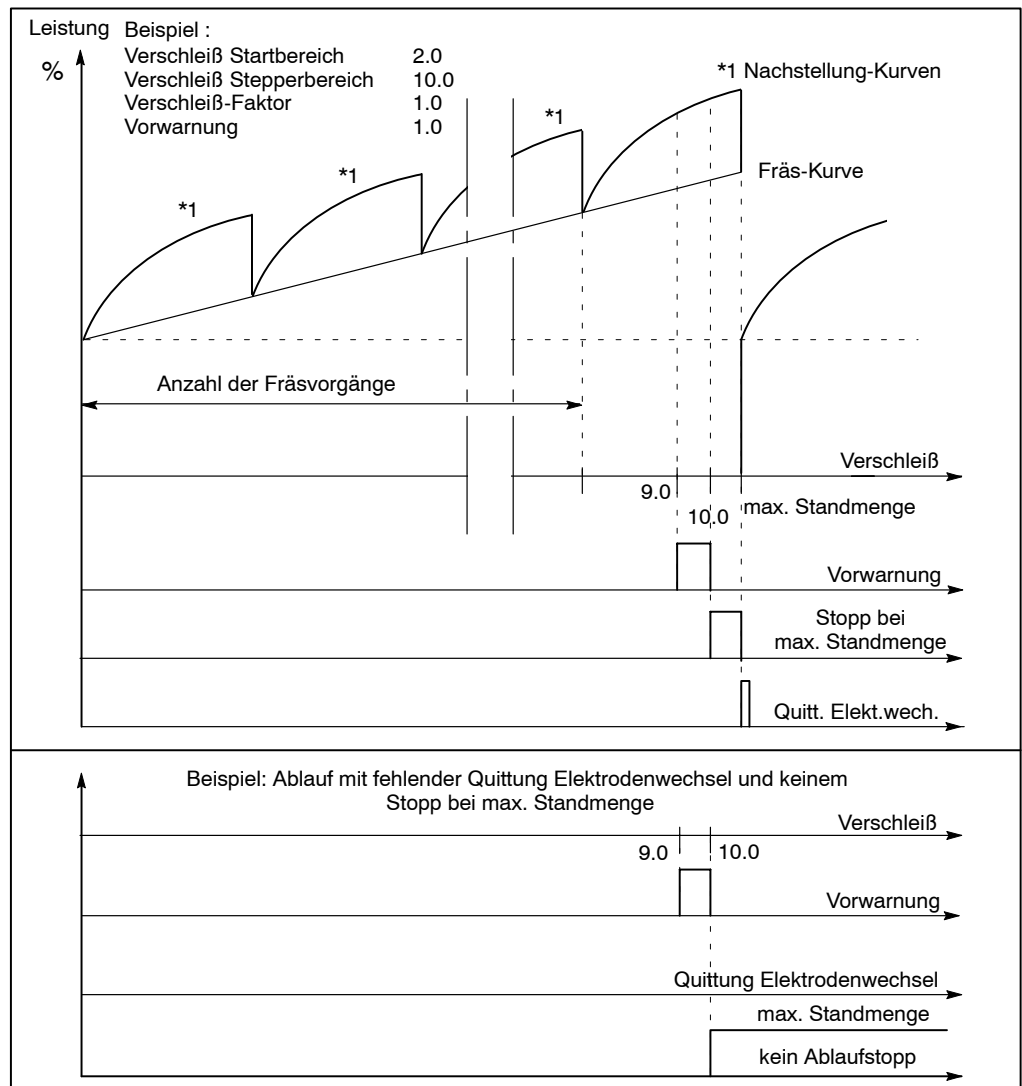 Leistung
%
Beispiel :
Verschleiß Startbereich 2.0
Verschleiß Stepperbereich 10.0
Verschleiß-Faktor 1.0
Vorwarnung 1.0
*1 Nachstellung-Kurven
*1
*1
*1
Fräs-Kurve
Anzahl der Fräsvorgänge
Verschleiß
9.0
10.0
max. Standmenge
Vorwarnung
Stopp bei
max. Standmenge
Quitt. Elekt.wech.
Beispiel: Ablauf mit fehlender Quittung Elektrodenwechsel und keinem
Stopp bei max. Standmenge
Verschleiß
9.0 10.0
Vorwarnung
Quittung Elektrodenwechsel
max. Standmenge
kein Ablaufstopp